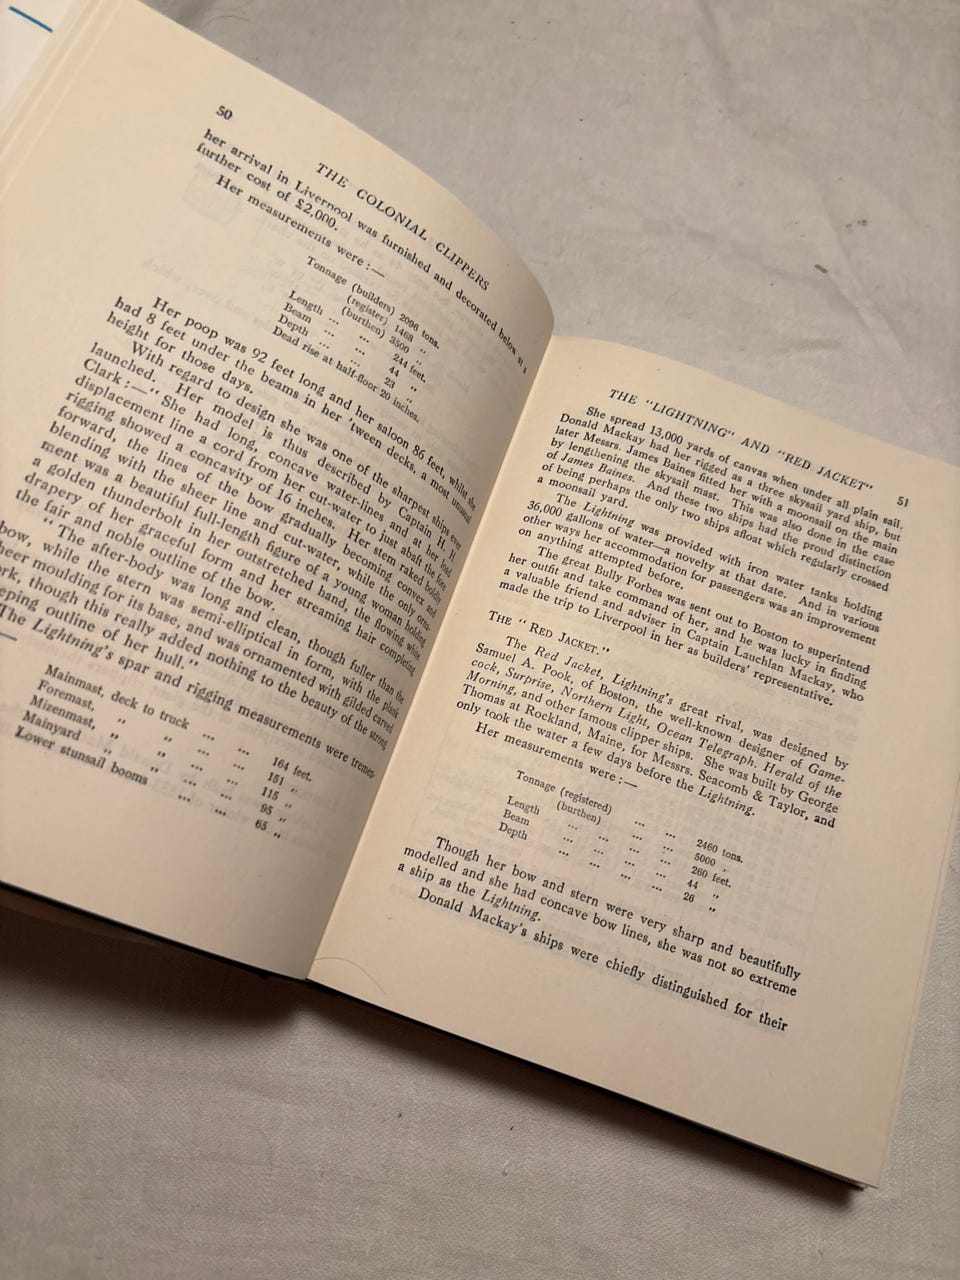 50
THE COLONIAL CLIPPERS
her arrival in Liverpool was furnished and decorated below at a
further cost of £2,000.
Her measurements were:—
Tonnage (builders) 2096 tons.
(register) 1468 „
(burthen) 3500 „
Length ... 244 feet.
Beam ... ... 44 „
Depth ... ... 23 „
Dead rise at half-floor 20 inches.
Her poop was 92 feet long and her saloon 86 feet, whilst she
had 8 feet under the beams in her 'tween decks, a most unusual
height for those days.
With regard to design she was one of the sharpest ships ever
launched. Her model is thus described by Captain H. H.
Clark:—"She had long, concave water-lines and at her load
displacement line a cord from her cut-water to just abaft the fore
rigging showed a concavity of 16 inches. Her stem raked boldly
forward, the lines of the bow gradually becoming convex and
blending with the sheer line and cut-water, while the only orna-
ment was a beautiful full-length figure of a young woman holding
a golden thunderbolt in her outstretched hand, the flowing white
drapery of her graceful form and her streaming hair completing
the fair and noble outline of the bow.
"The after-body was long and clean, though fuller than the
bow, while the stern was semi-elliptical in form, with the plank
sheer moulding for its base, and was ornamented with gilded carved
work, though this really added nothing to the beauty of the strong
outline of her hull."
The Lightning's spar and rigging measurements were tremen-
Mainmast, deck to truck ... ... 164 feet.
Foremast, „ „ ... ... 151 „
Mizenmast, „ „ ... ... 115 „
Mainyard ... ... ... 95 „
Lower stunsail booms ... ... 65 „
THE "LIGHTNING" AND "RED JACKET" 51
She spread 13,000 yards of canvas when under all plain sail.
Donald Mackay had her rigged as a three skysail yard ship, but
later Messrs. James Baines fitted her with a moonsail on the main
by lengthening the skysail mast. This was also done in the case
of James Baines. And these two ships had the proud distinction
of being perhaps the only two ships afloat which regularly crossed
a moonsail yard.
The Lightning was provided with iron water tanks holding
36,000 gallons of water—a novelty at that date. And in various
other ways her accommodation for passengers was an improvement
on anything attempted before.
The great Bully Forbes was sent out to Boston to superintend
her outfit and take command of her, and he was lucky in finding
a valuable friend and adviser in Captain Lauchlan Mackay, who
made the trip to Liverpool in her as builders' representative.
THE "RED JACKET."
The Red Jacket, Lightning's great rival, was designed by
Samuel A. Pook, of Boston, the well-known designer of Game-
cock, Surprise, Northern Light, Ocean Telegraph, Herald of the
Morning, and other famous clipper ships. She was built by George
Thomas at Rockland, Maine, for Messrs. Seacomb & Taylor, and
only took the water a few days before the Lightning.
Her measurements were:—
Tonnage (registered) ... ... 2460 tons.
(burthen) ... ... 5000 „
Length ... ... ... ... 260 feet.
Beam ... ... ... ... 44 „
Depth ... ... ... ... 26 „
Though her bow and stern were very sharp and beautifully
modelled and she had concave bow lines, she was not so extreme
a ship as the Lightning.
Donald Mackay's ships were chiefly distinguished for their